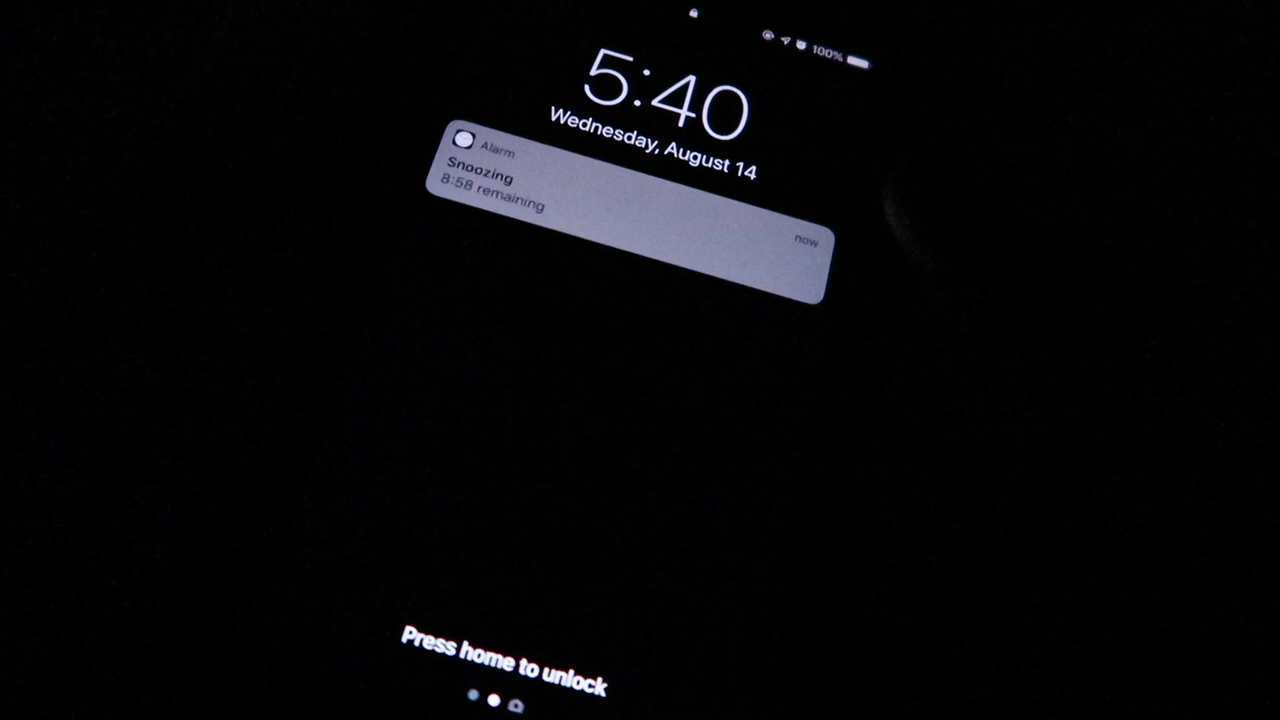 100%
5:40
Wednesday, August 14
Alarm
Snoozing
8:58 remaining
now
Press home to unlock